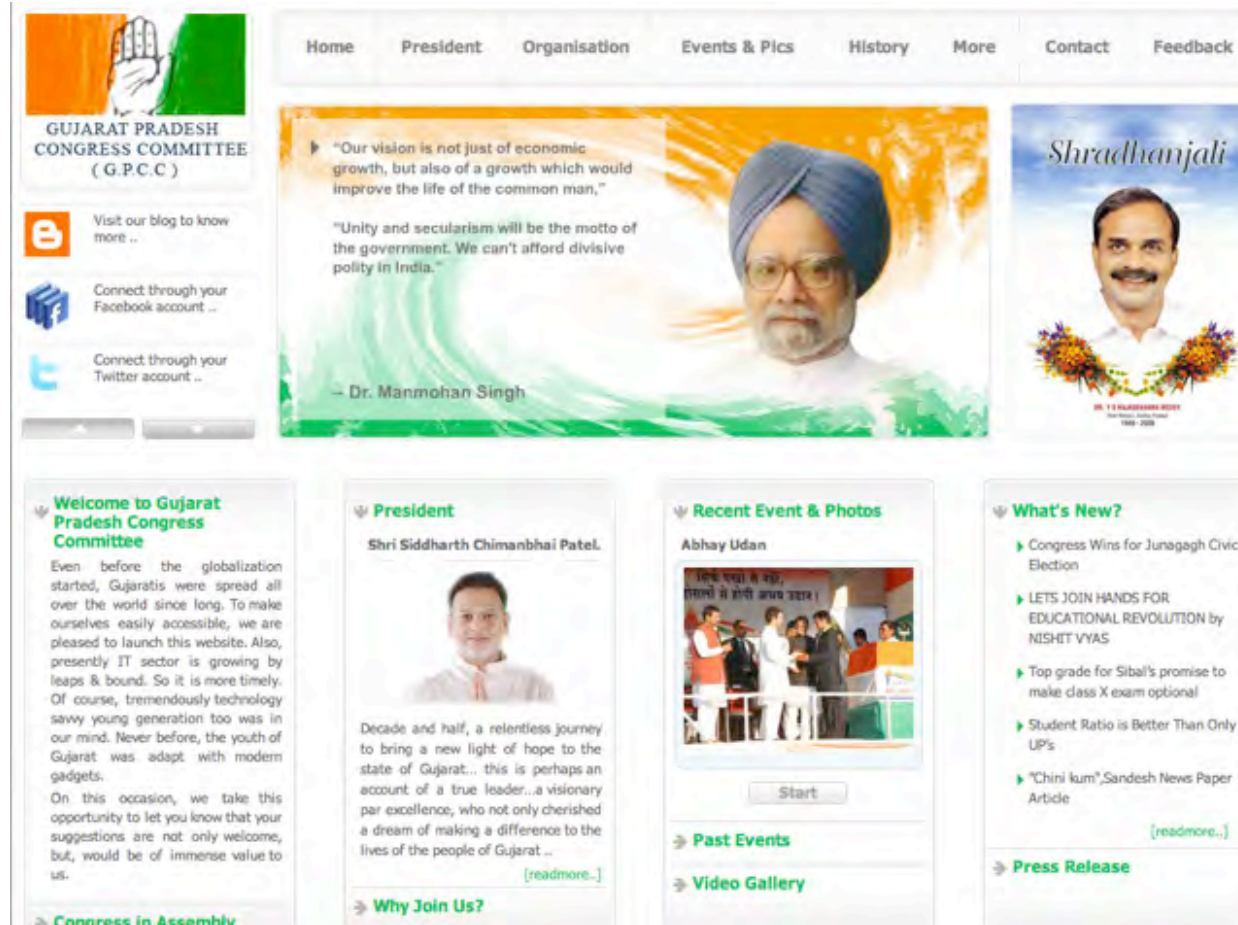 GUJARAT PRADESH
CONGRESS COMMITTEE
( G.P.C.C )
Home
President
Organisation
Events & Pics
History
More
Contact
Feedback
Visit our blog to know
more ..
Connect through your
Facebook account ..
Connect through your
Twitter account ..
"Our vision is not just of economic
growth, but also of a growth which would
improve the life of the common man,"
"Unity and secularism will be the motto of
the government. We can't afford divisive
polity in India."
– Dr. Manmohan Singh
Shradhanjali
Welcome to Gujarat
Pradesh Congress
Committee
Even before the globalization
started, Gujaratis were spread all
over the world since long. To make
ourselves easily accessible, we are
pleased to launch this website. Also,
presently IT sector is growing by
leaps & bound. So it is more timely.
Of course, tremendously technology
savvy young generation too was in
our mind. Never before, the youth of
Gujarat was adapt with modern
gadgets.
On this occasion, we take this
opportunity to let you know that your
suggestions are not only welcome,
but, would be of immense value to
us.
Congress in Assembly
President
Shri Siddharth Chimanbhai Patel.
Decade and half, a relentless journey
to bring a new light of hope to the
state of Gujarat... this is perhaps an
account of a true leader...a visionary
par excellence, who not only cherished
a dream of making a difference to the
lives of the people of Gujarat ..
[readmore..]
Why Join Us?
Recent Event & Photos
Abhay Udan
Start
Past Events
Video Gallery
What's New?
Congress Wins for Junagagh Civic
Election
LETS JOIN HANDS FOR
EDUCATIONAL REVOLUTION by
NISHIT VYAS
Top grade for Sibal's promise to
make class X exam optional
Student Ratio is Better Than Only
UP's
"Chini kum",Sandesh News Paper
Article
[readmore..]
Press Release